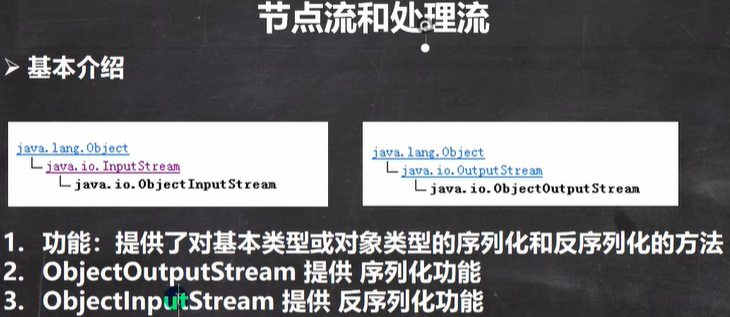 节点流和处理流
➢ 基本介绍
java.lang.Object
java.io.InputStream
java.io.ObjectInputStream
java.lang.Object
java.io.OutputStream
java.io.ObjectOutputStream
1. 功能：提供了对基本类型或对象类型的序列化和反序列化的方法
2. ObjectOutputStream 提供 序列化功能
3. ObjectInputStream 提供 反序列化功能